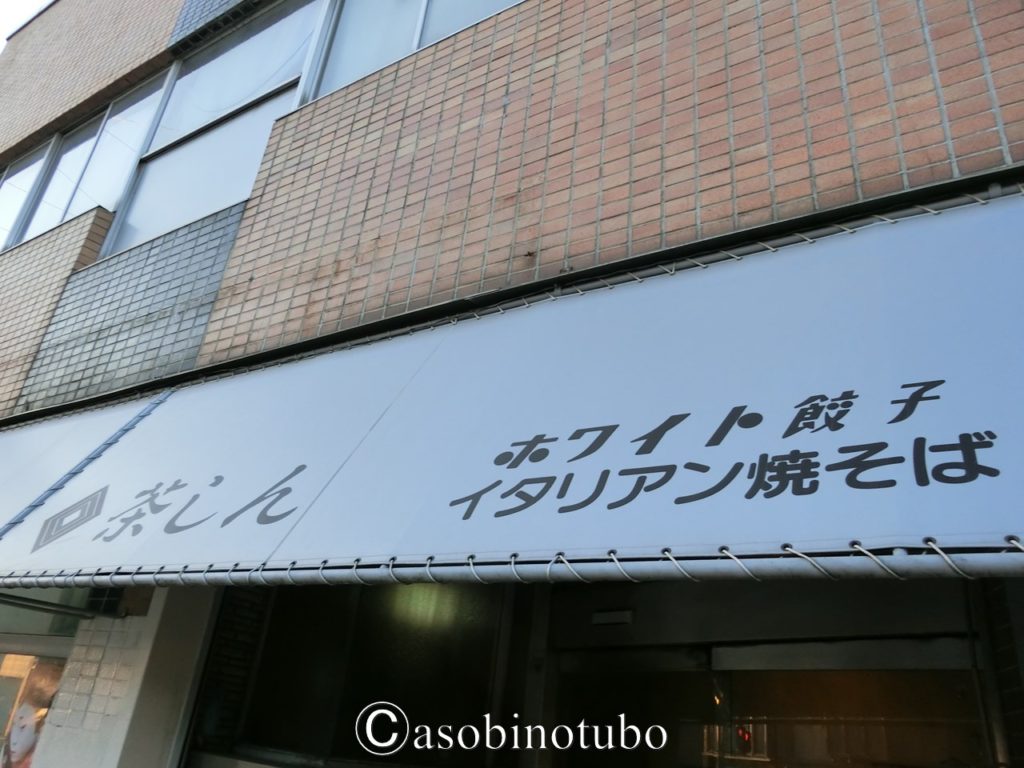 茶しん
ホワイト餃子
イタリアン焼そば
©asobinotubo